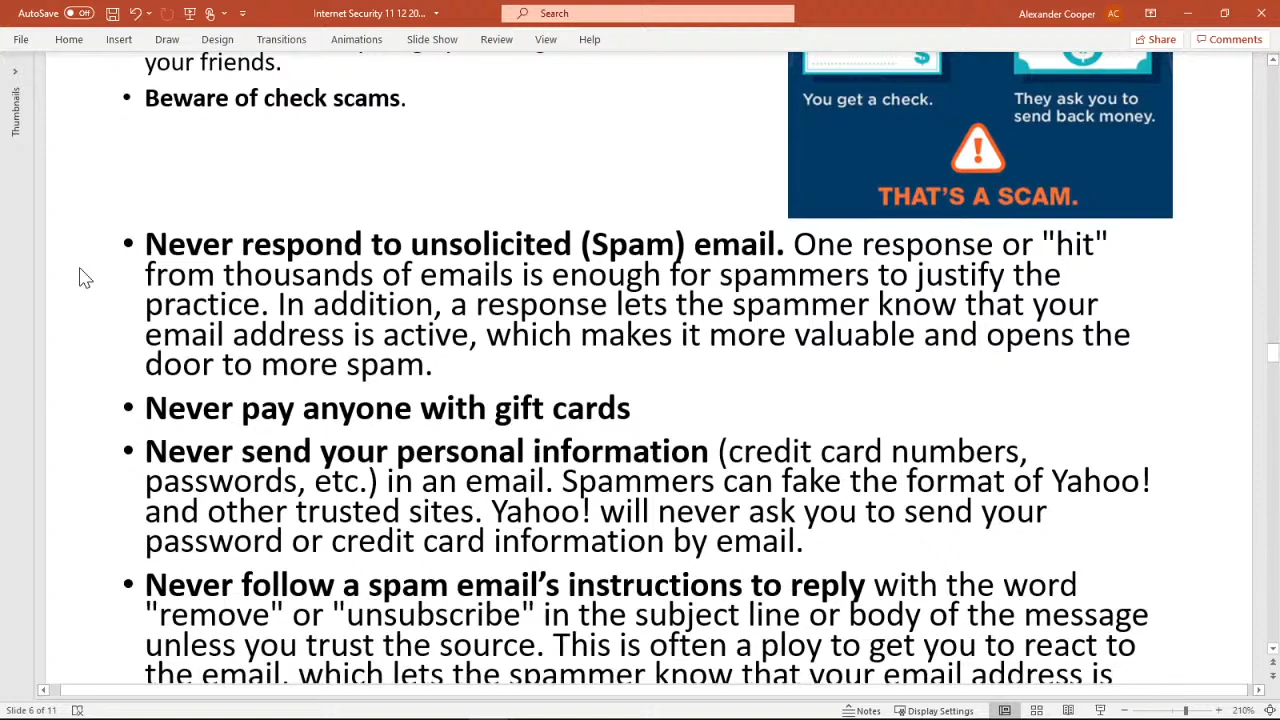 AutoSave Off
Internet Security 11 12 20...
Search
Alexander Cooper AC
File Home Insert Draw Design Transitions Animations Slide Show Review View Help Share Comments
Thumbnails
your friends.
• Beware of check scams.
$
You get a check.
They ask you to
send back money.
!
THAT'S A SCAM.
• Never respond to unsolicited (Spam) email. One response or "hit"
from thousands of emails is enough for spammers to justify the
practice. In addition, a response lets the spammer know that your
email address is active, which makes it more valuable and opens the
door to more spam.
• Never pay anyone with gift cards
• Never send your personal information (credit card numbers,
passwords, etc.) in an email. Spammers can fake the format of Yahoo!
and other trusted sites. Yahoo! will never ask you to send your
password or credit card information by email.
• Never follow a spam email's instructions to reply with the word
"remove" or "unsubscribe" in the subject line or body of the message
unless you trust the source. This is often a ploy to get you to react to
the email, which lets the spammer know that your email address is
Slide 6 of 11
Notes Display Settings
210%